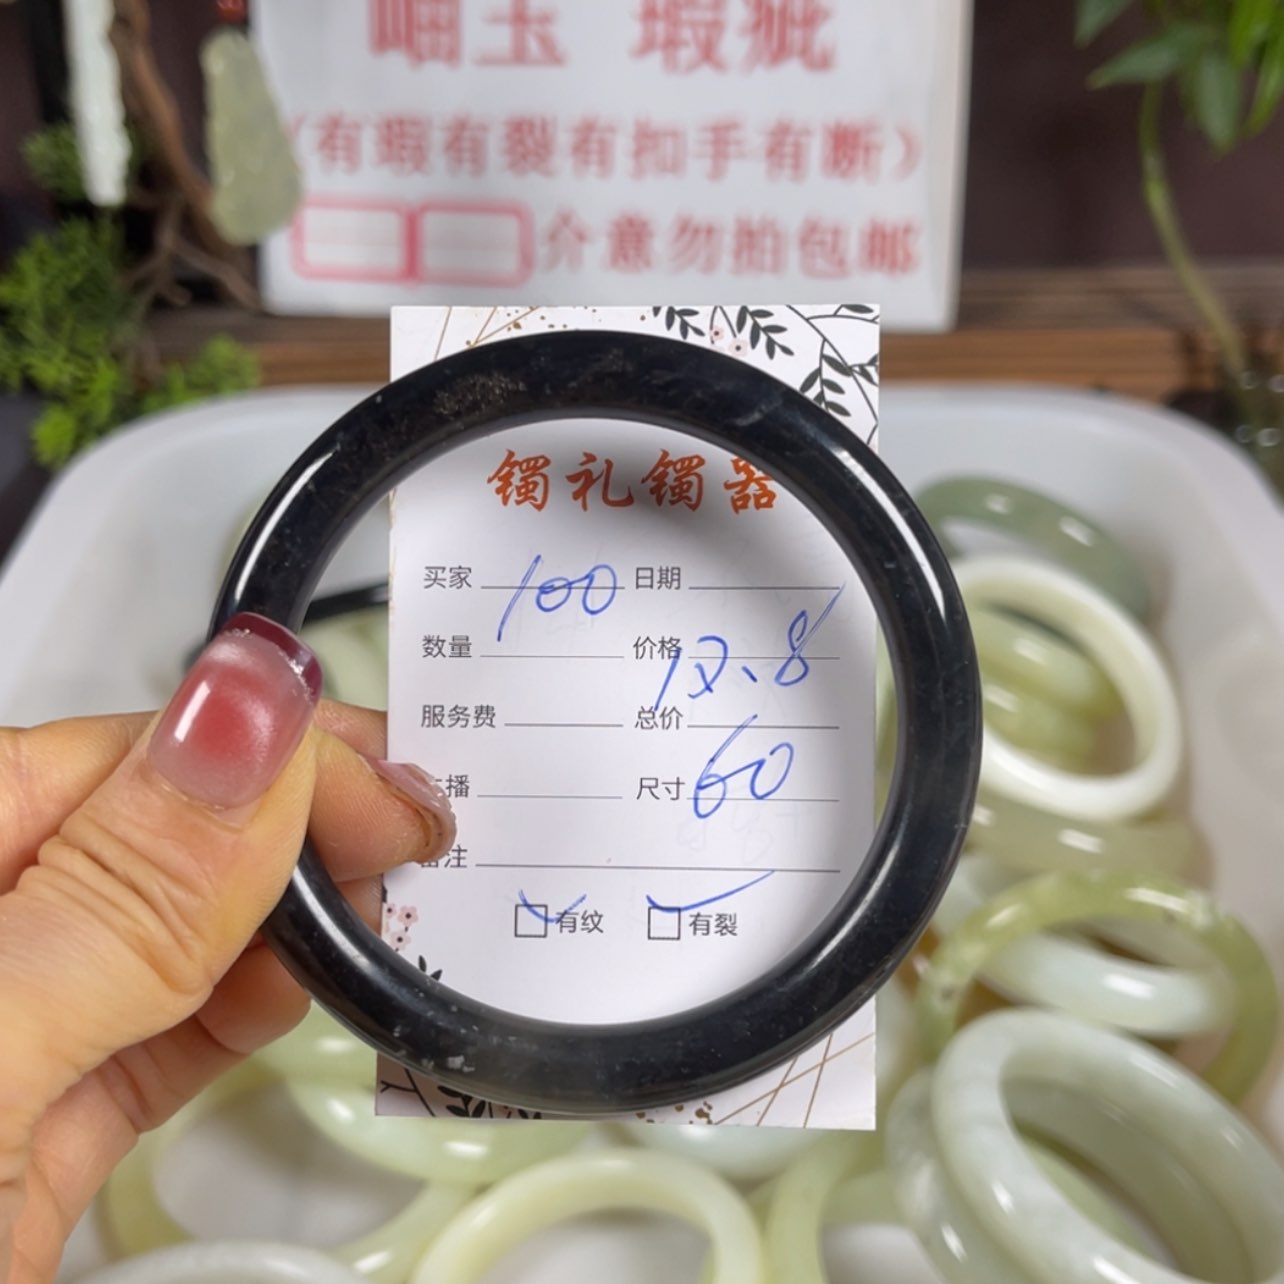 岫玉 瑕疵
(有瑕有裂有扣手有断)
介意勿拍包邮
镯礼镯器
买家 100 日期
数量 价格 12.8
服务费 总价
播 尺寸 60
备注
有纹 有裂